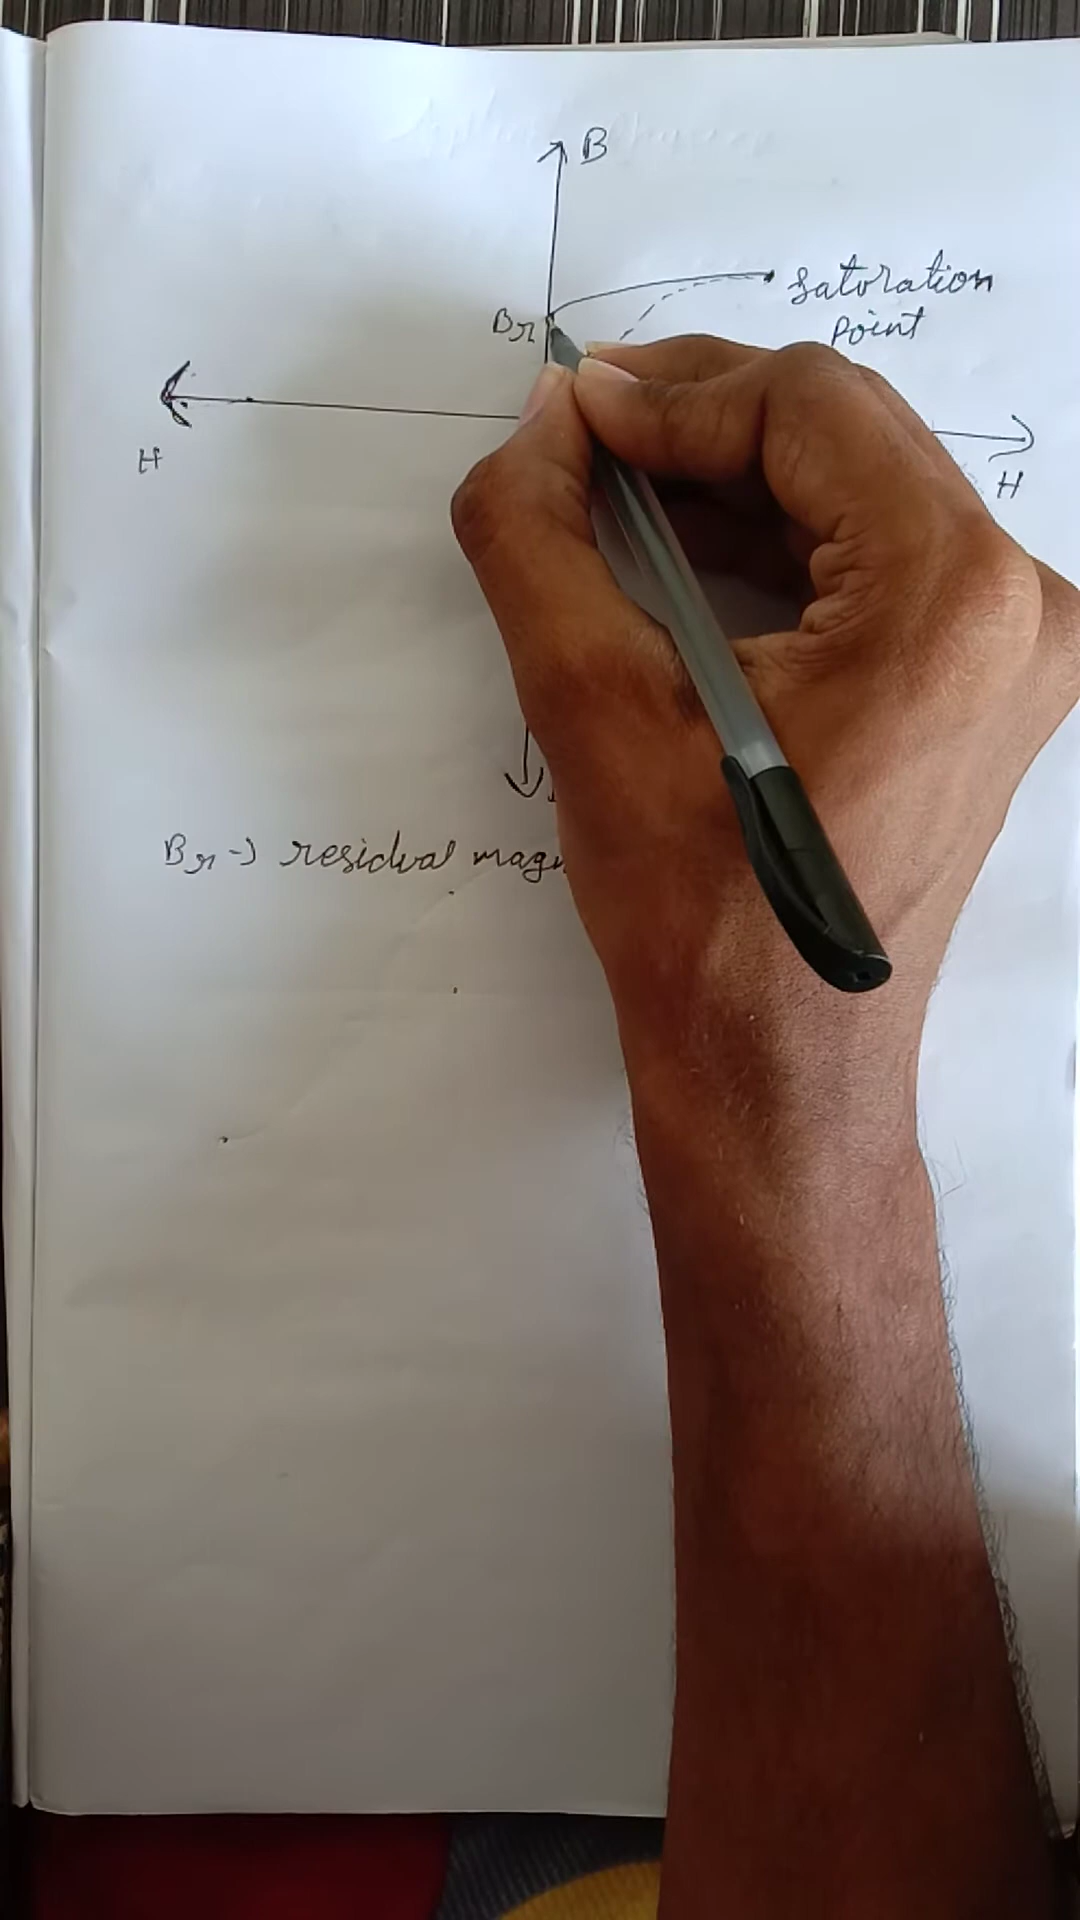 B
Saturation
Point
Br
H
H
Br → residual